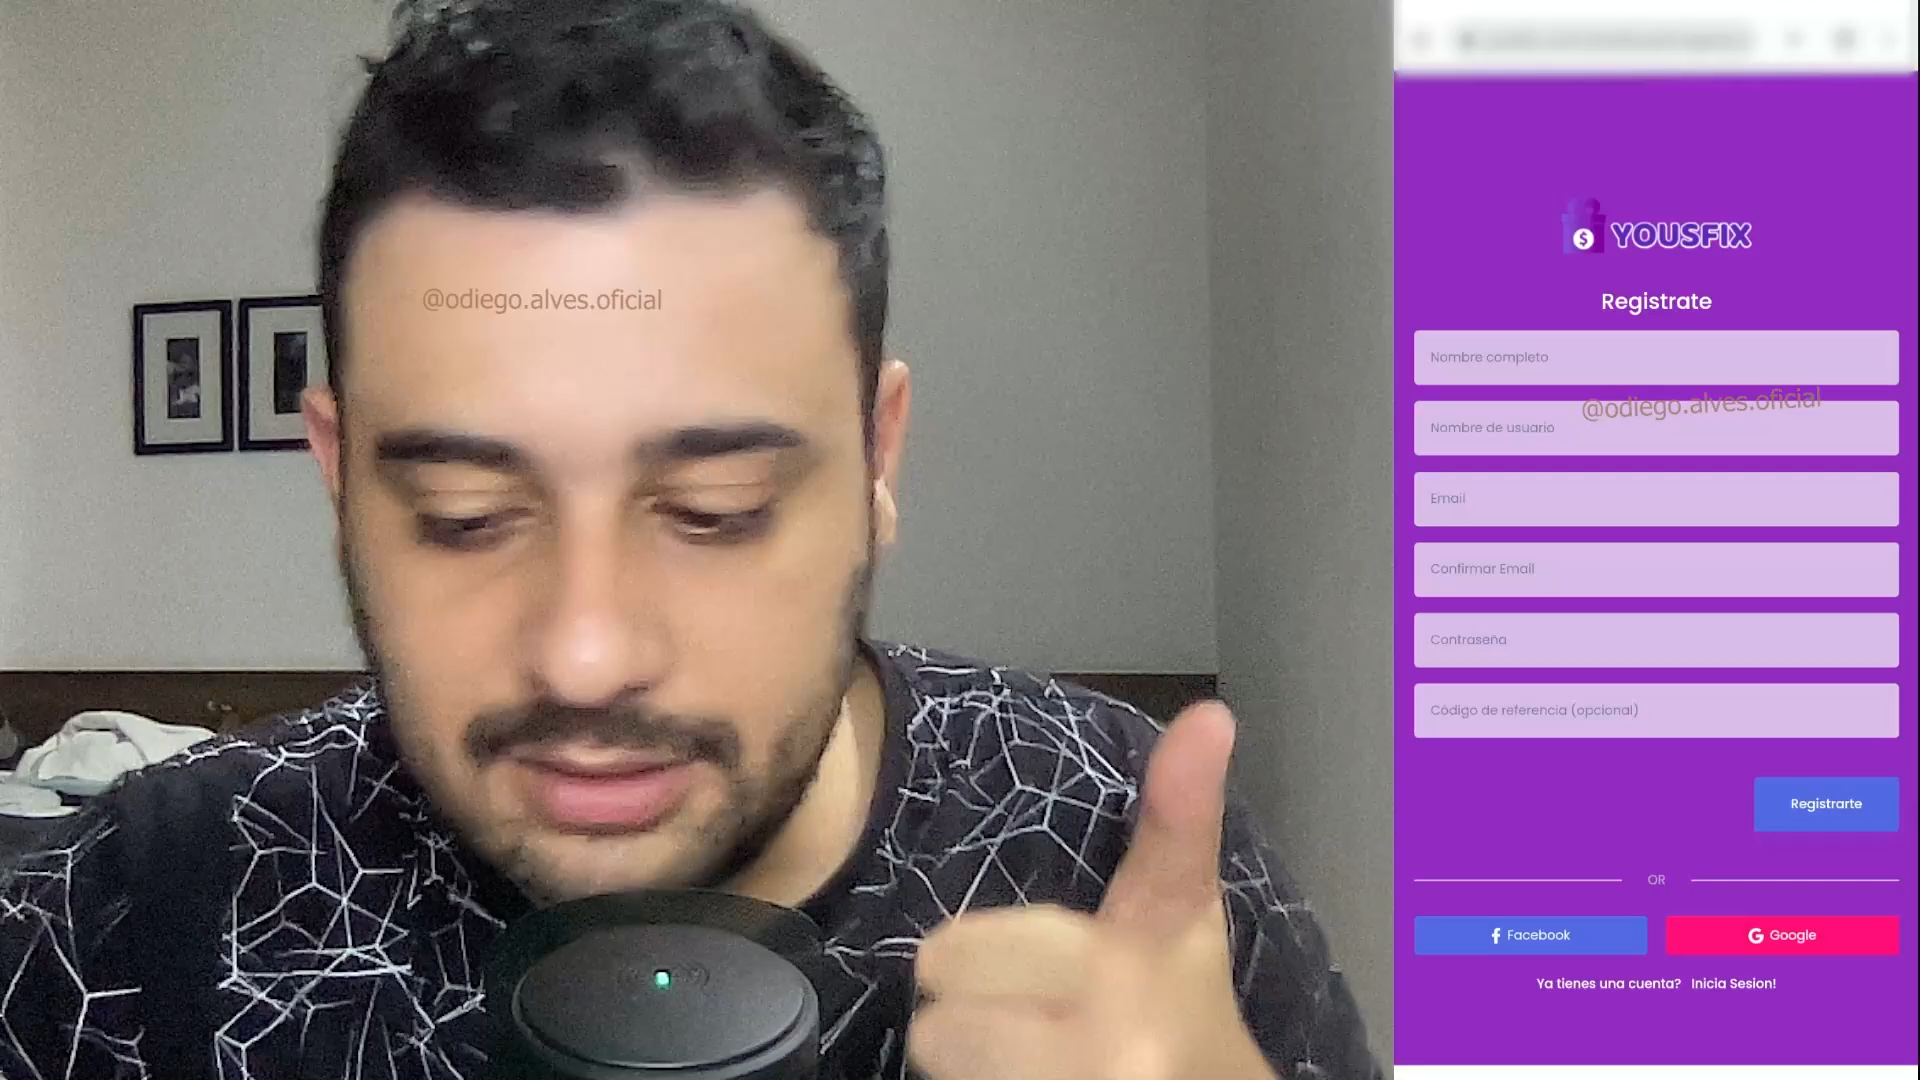 @odiego.alves.oficial
YOUSFIX
Registrate
Nombre completo
@odiego.alves.oficial
Nombre de usuario
Email
Confirmar Email
Contraseña
Código de referencia (opcional)
Registrarte
OR
Facebook
Google
Ya tienes una cuenta? Inicia Sesion!